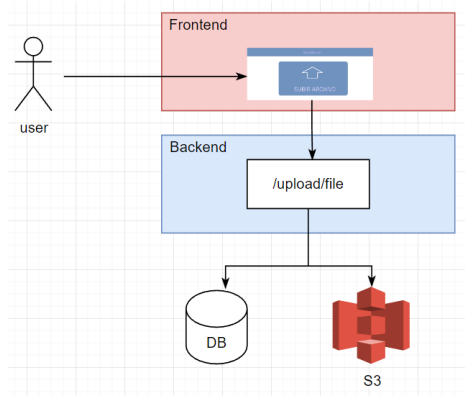 Frontend
SUBIR ARCHIVO
user
Backend
/upload/file
DB
S3